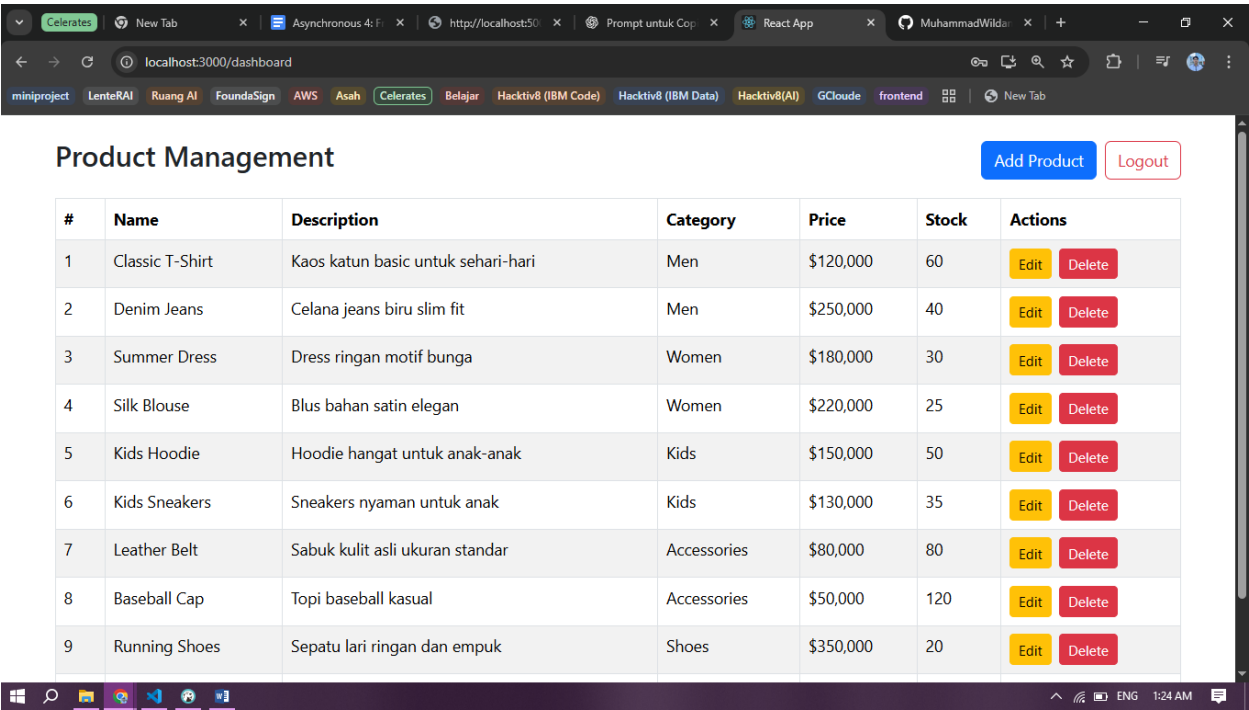 Celerates New Tab Asynchronous 4: Fr http://localhost:50 Prompt untuk Cop React App MuhammadWildan
localhost:3000/dashboard
miniproject LenteRAI Ruang AI FoundaSign AWS Asah Celerates Belajar Hacktiv8 (IBM Code) Hacktiv8 (IBM Data) Hacktiv8(AI) GCloude frontend New Tab
Product Management Add Product Logout
# Name Description Category Price Stock Actions
1 Classic T-Shirt Kaos katun basic untuk sehari-hari Men $120,000 60 Edit Delete
2 Denim Jeans Celana jeans biru slim fit Men $250,000 40 Edit Delete
3 Summer Dress Dress ringan motif bunga Women $180,000 30 Edit Delete
4 Silk Blouse Blus bahan satin elegan Women $220,000 25 Edit Delete
5 Kids Hoodie Hoodie hangat untuk anak-anak Kids $150,000 50 Edit Delete
6 Kids Sneakers Sneakers nyaman untuk anak Kids $130,000 35 Edit Delete
7 Leather Belt Sabuk kulit asli ukuran standar Accessories $80,000 80 Edit Delete
8 Baseball Cap Topi baseball kasual Accessories $50,000 120 Edit Delete
9 Running Shoes Sepatu lari ringan dan empuk Shoes $350,000 20 Edit Delete
ENG 1:24 AM